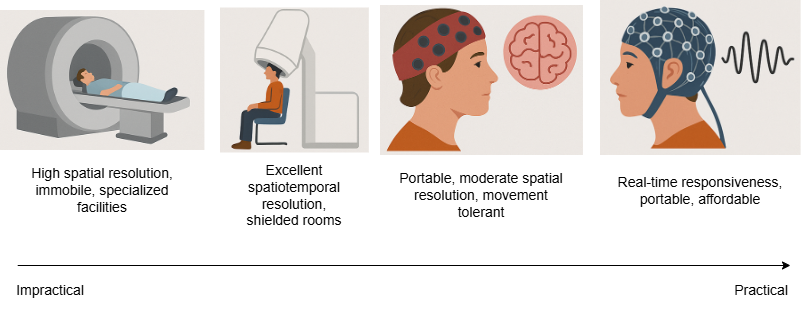 High spatial resolution,
immobile, specialized
facilities
Excellent
spatiotemporal
resolution,
shielded rooms
Portable, moderate spatial
resolution, movement
tolerant
Real-time responsiveness,
portable, affordable
Impractical
Practical